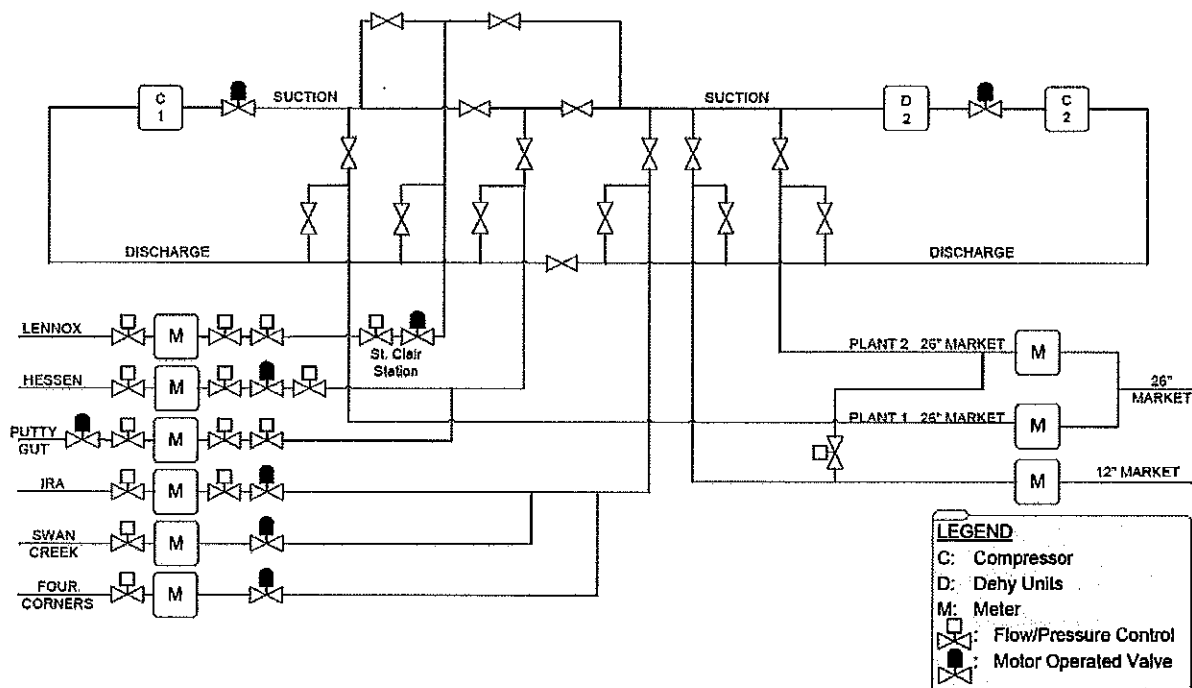 C
1
SUCTION
SUCTION
D
2
C
2
DISCHARGE
DISCHARGE
LENNOX
M
St. Clair
Station
HESSEN
M
PUTTY
GUT
M
IRA
M
SWAN
CREEK
M
FOUR
CORNERS
M
PLANT 2 26" MARKET
M
26"
MARKET
PLANT 1 26" MARKET
M
M
12" MARKET
LEGEND
C: Compressor
D: Dehy Units
M: Meter
: Flow/Pressure Control
: Motor Operated Valve